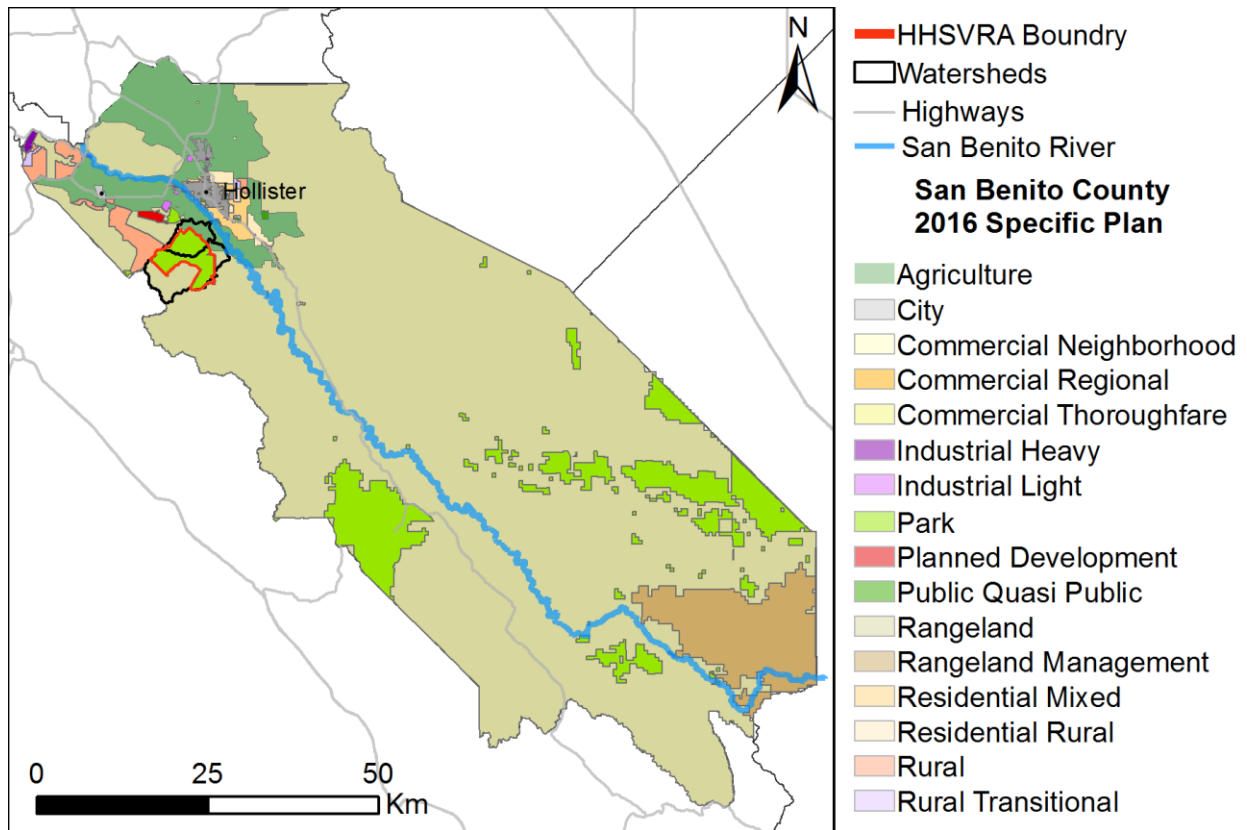 N
Hollister
0 25 50
Km
HHSVRA Boundry
Watersheds
Highways
San Benito River
San Benito County
2016 Specific Plan
Agriculture
City
Commercial Neighborhood
Commercial Regional
Commercial Thoroughfare
Industrial Heavy
Industrial Light
Park
Planned Development
Public Quasi Public
Rangeland
Rangeland Management
Residential Mixed
Residential Rural
Rural
Rural Transitional